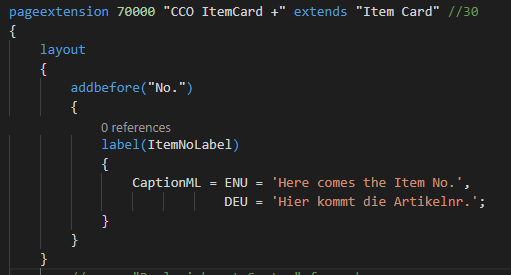 pageextension 70000 "CCO ItemCard +" extends "Item Card" //30
{
layout
{
addbefore("No.")
{
0 references
label(ItemNoLabel)
{
CaptionML = ENU = 'Here comes the Item No.',
DEU = 'Hier kommt die Artikelnr.';
}
}
}